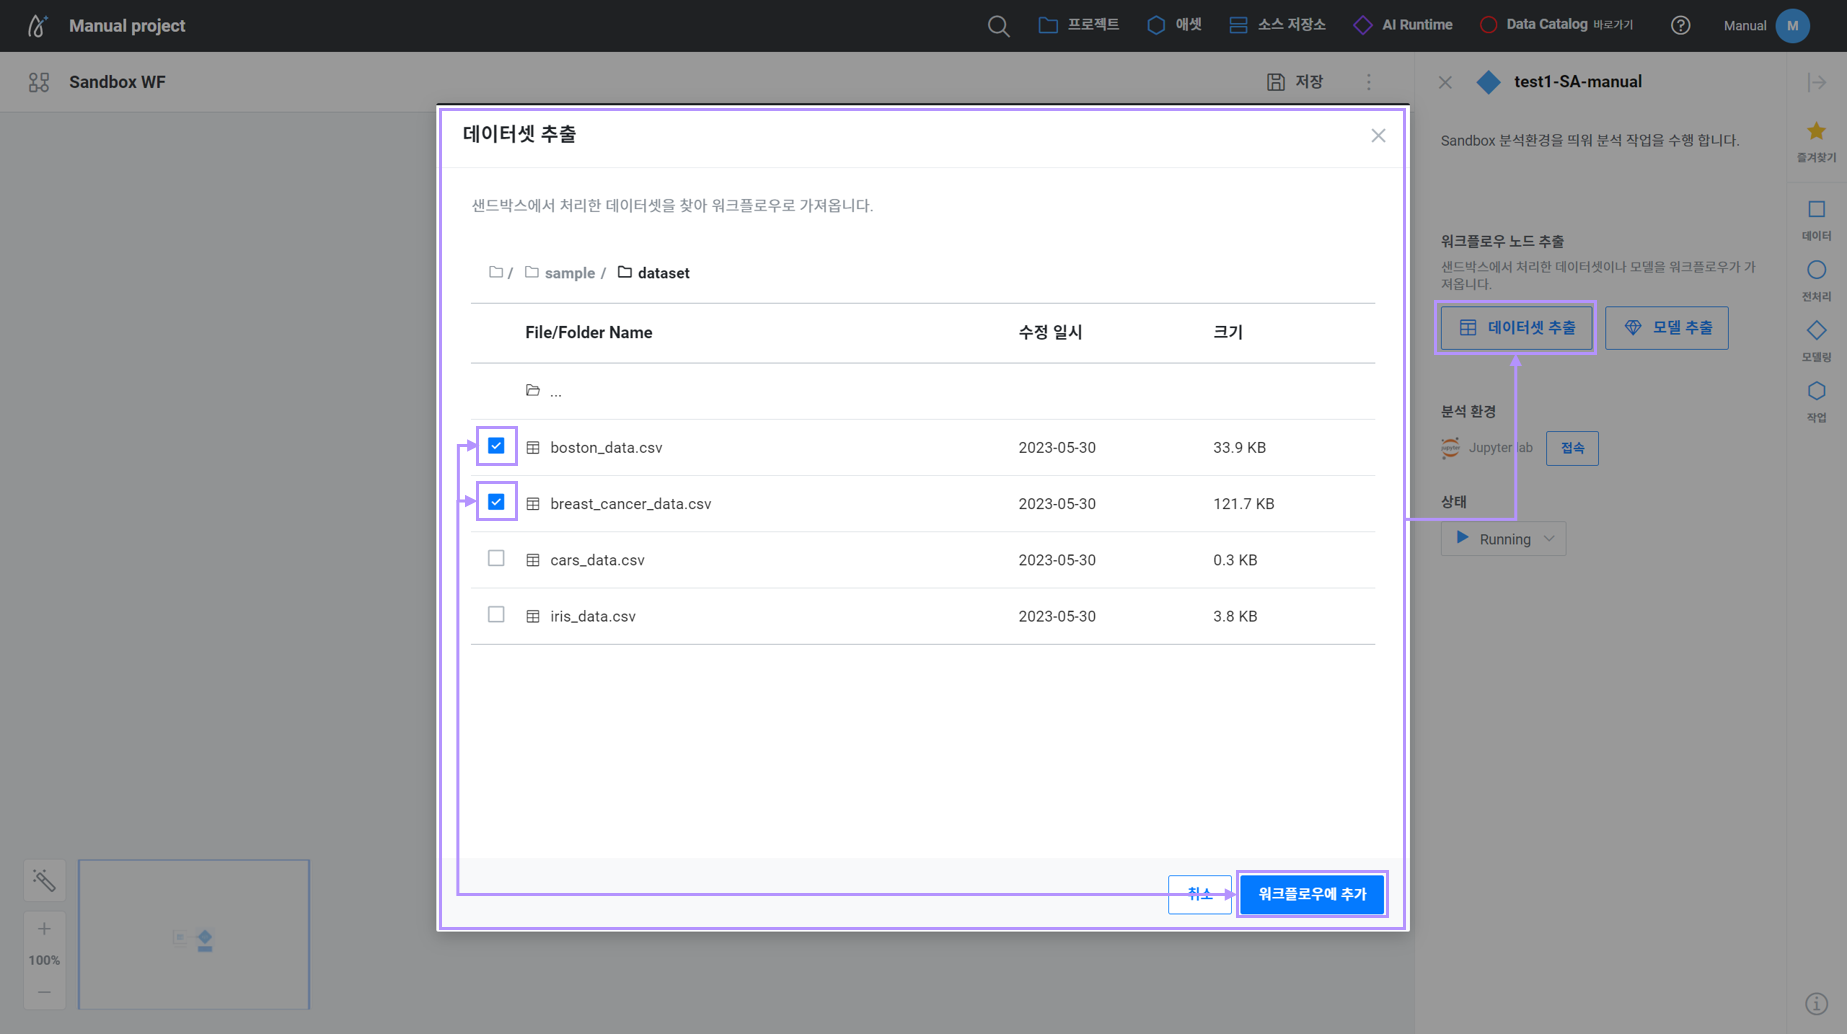 Manual project
프로젝트
애셋
소스 저장소
AI Runtime
Data Catalog 바로가기
Manual
M
Sandbox WF
저장
test1-SA-manual
Sandbox 분석환경을 띄워 분석 작업을 수행 합니다.
즐겨찾기
데이터
전처리
모델링
작업
워크플로우 노드 추출
샌드박스에서 처리한 데이터셋이나 모델을 워크플로우가 가
져옵니다.
데이터셋 추출
모델 추출
분석 환경
Jupyter lab
접속
상태
Running
데이터셋 추출
샌드박스에서 처리한 데이터셋을 찾아 워크플로우로 가져옵니다.
/ sample / dataset
File/Folder Name 수정 일시 크기
...
boston_data.csv 2023-05-30 33.9 KB
breast_cancer_data.csv 2023-05-30 121.7 KB
cars_data.csv 2023-05-30 0.3 KB
iris_data.csv 2023-05-30 3.8 KB
취소
워크플로우에 추가
100%